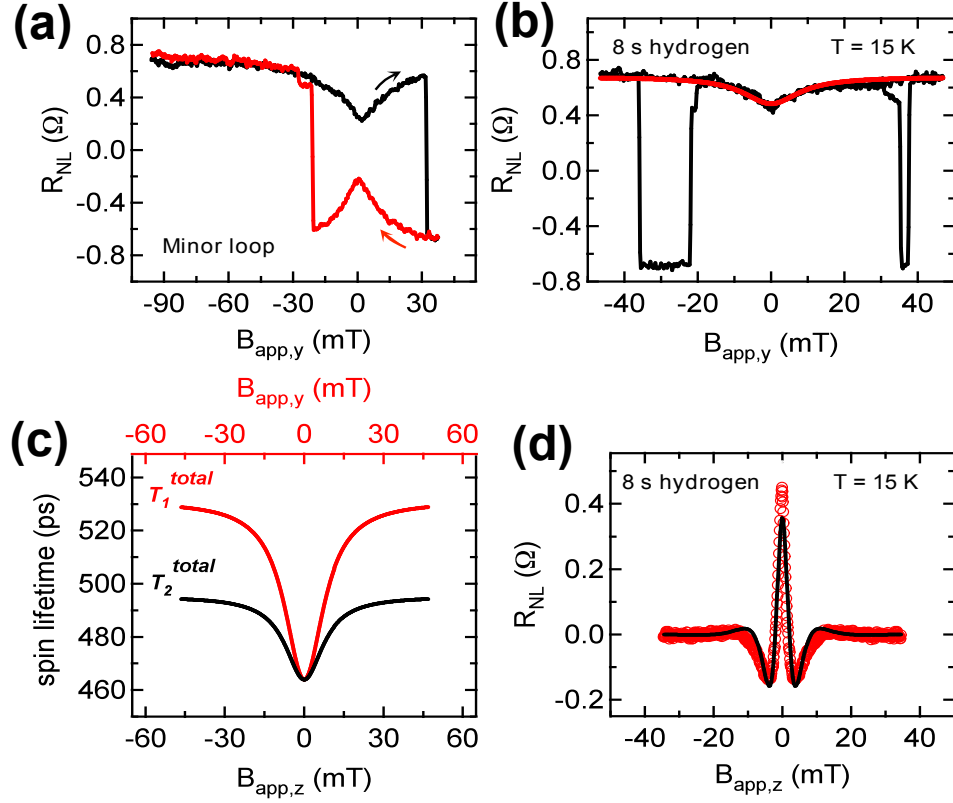 (a)
0.8
0.4
0.0
-0.4
-0.8
R_NL (Ω)
Minor loop
-90 -60 -30 0 30
B_app,y (mT)
(b)
8 s hydrogen T = 15 K
0.8
0.4
0.0
-0.4
-0.8
R_NL (Ω)
-40 -20 0 20 40
B_app,y (mT)
(c)
B_app,y (mT)
-60 -30 0 30 60
T_1^total
T_2^total
540
520
500
480
460
spin lifetime (ps)
-60 -30 0 30 60
B_app,z (mT)
(d)
8 s hydrogen T = 15 K
0.4
0.2
0.0
-0.2
R_NL (Ω)
-40 -20 0 20 40
B_app,z (mT)